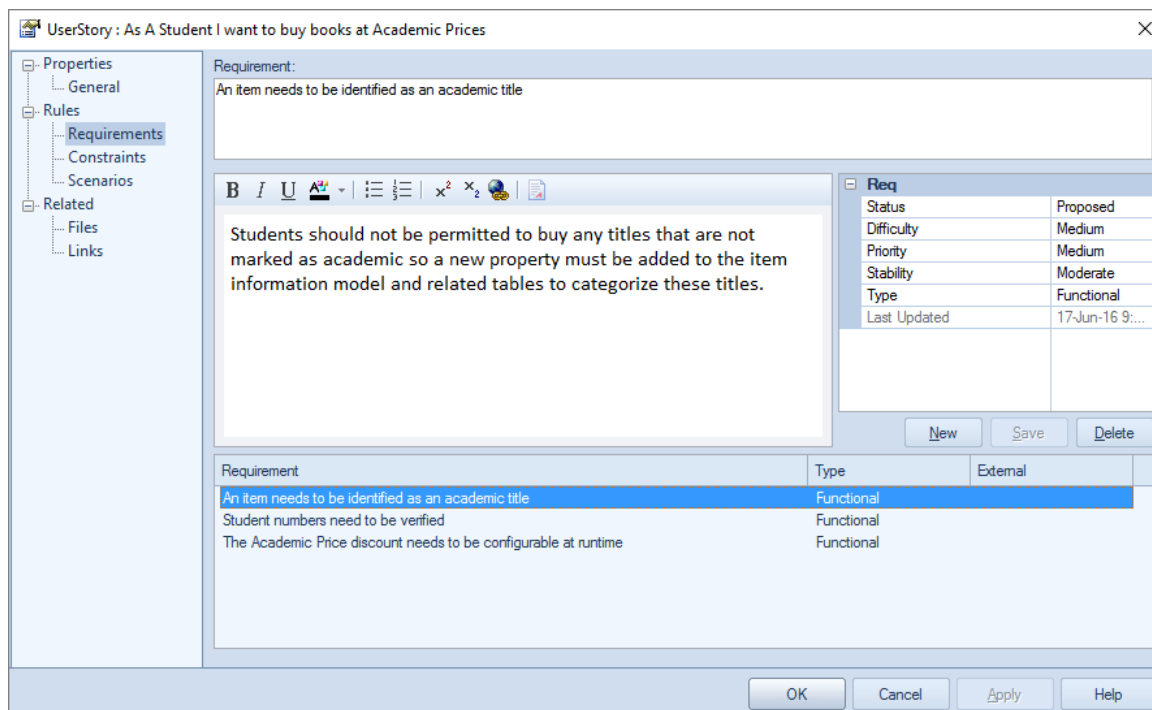 UserStory : As A Student I want to buy books at Academic Prices
Properties
General
Rules
Requirements
Constraints
Scenarios
Related
Files
Links
Requirement:
An item needs to be identified as an academic title
B I U A x² x₂
Students should not be permitted to buy any titles that are not
marked as academic so a new property must be added to the item
information model and related tables to categorize these titles.
Req
Status Proposed
Difficulty Medium
Priority Medium
Stability Moderate
Type Functional
Last Updated 17-Jun-16 9:...
New Save Delete
Requirement Type External
An item needs to be identified as an academic title Functional
Student numbers need to be verified Functional
The Academic Price discount needs to be configurable at runtime Functional
OK Cancel Apply Help